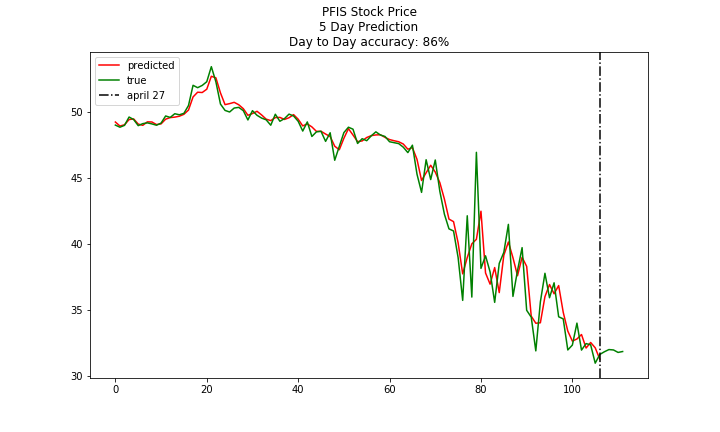 PFIS Stock Price
5 Day Prediction
Day to Day accuracy: 86%
predicted
true
april 27
50
45
40
35
30
0
20
40
60
80
100